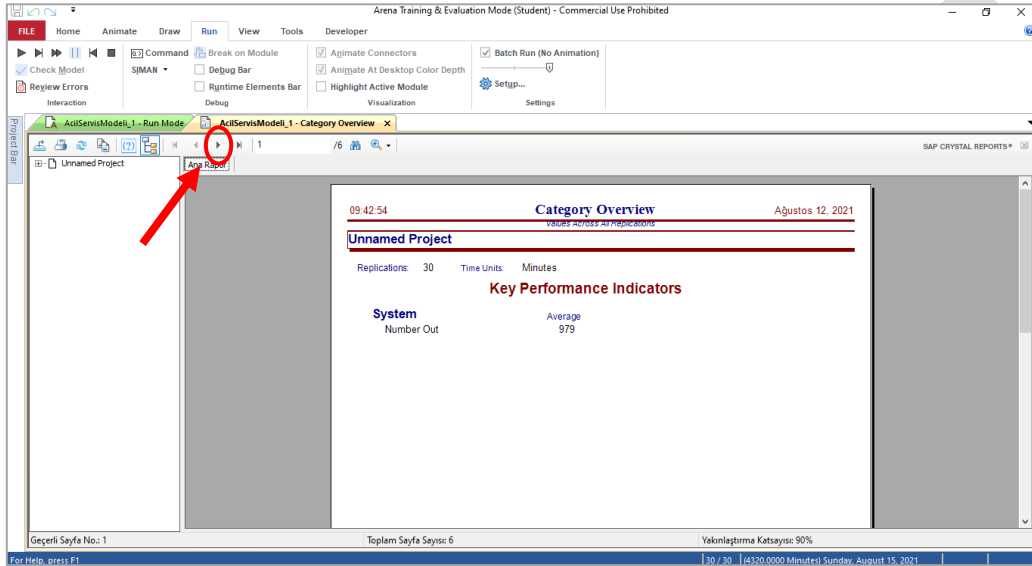 Arena Training & Evaluation Mode (Student) - Commercial Use Prohibited
FILE Home Animate Draw Run View Tools Developer
Command Break on Module Animate Connectors Batch Run (No Animation)
Check Model SIMAN Debug Bar Animate At Desktop Color Depth
Review Errors Runtime Elements Bar Highlight Active Module Setup...
Interaction Debug Visualization Settings
Project Bar
AcilServisModeli_1 - Run Mode AcilServisModeli_1 - Category Overview
1 /6 SAP CRYSTAL REPORTS®
Unnamed Project Ana Rapor
09:42:54 Category Overview Ağustos 12, 2021
Values Across All Replications
Unnamed Project
Replications: 30 Time Units: Minutes
Key Performance Indicators
System Average
Number Out 979
Geçerli Sayfa No.: 1 Toplam Sayfa Sayısı: 6 Yakınlaştırma Katsayısı: 90%
For Help, press F1 30 / 30 (4320.0000 Minutes) Sunday, August 15, 2021